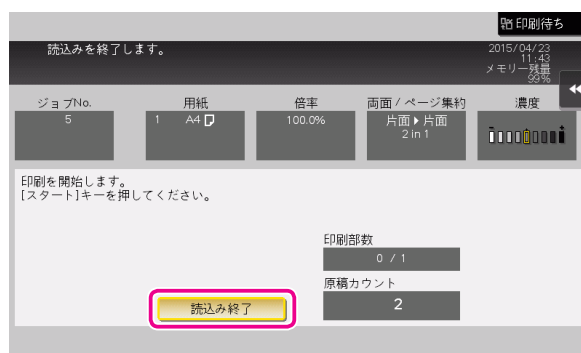 印刷待ち
読込みを終了します。
2015/04/23
11:43
メモリー残量
99%
ジョブNo.
用紙
倍率
両面 / ページ集約
濃度
5
1 A4
100.0%
片面▶片面
2 in 1
印刷を開始します。
[スタート]キーを押してください。
印刷部数
0 / 1
原稿カウント
2
読込み終了